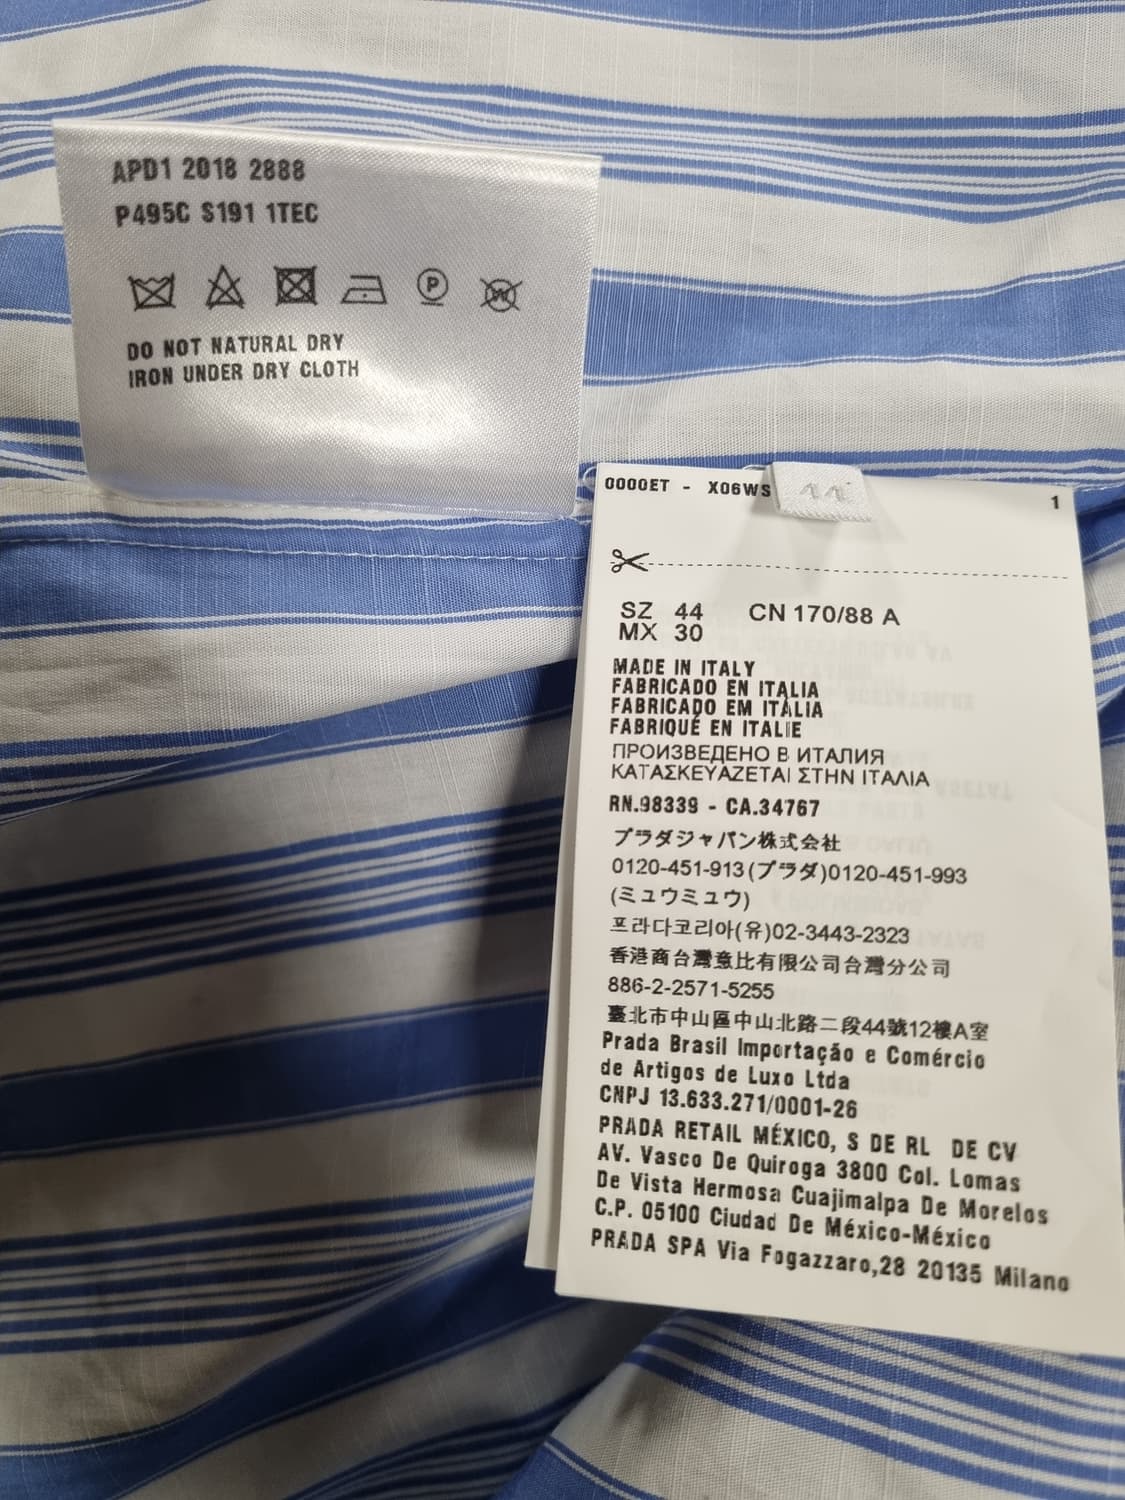 APD1 2018 2888
P495C S191 1TEC
P
W
DO NOT NATURAL DRY
IRON UNDER DRY CLOTH
0000ET - X06WS
44
1
SZ 44 CN 170/88 A
MX 30
MADE IN ITALY
FABRICADO EN ITALIA
FABRICADO EM ITÁLIA
FABRIQUÉ EN ITALIE
ПРОИЗВЕДЕНО В ИТАЛИЯ
ΚΑΤΑΣΚΕΥΑΖΕΤΑΙ ΣΤΗΝ ΙΤΑΛΙΑ
RN.98339 - CA.34767
プラダジャパン株式会社
0120-451-913(プラダ)0120-451-993
(ミュウミュウ)
프라다코리아(유)02-3443-2323
香港商台灣意比有限公司台灣分公司
886-2-2571-5255
臺北市中山區中山北路二段44號12樓A室
Prada Brasil Importação e Comércio
de Artigos de Luxo Ltda
CNPJ 13.633.271/0001-26
PRADA RETAIL MÉXICO, S DE RL DE CV
AV. Vasco De Quiroga 3800 Col. Lomas
De Vista Hermosa Cuajimalpa De Morelos
C.P. 05100 Ciudad De México-México
PRADA SPA Via Fogazzaro,28 20135 Milano